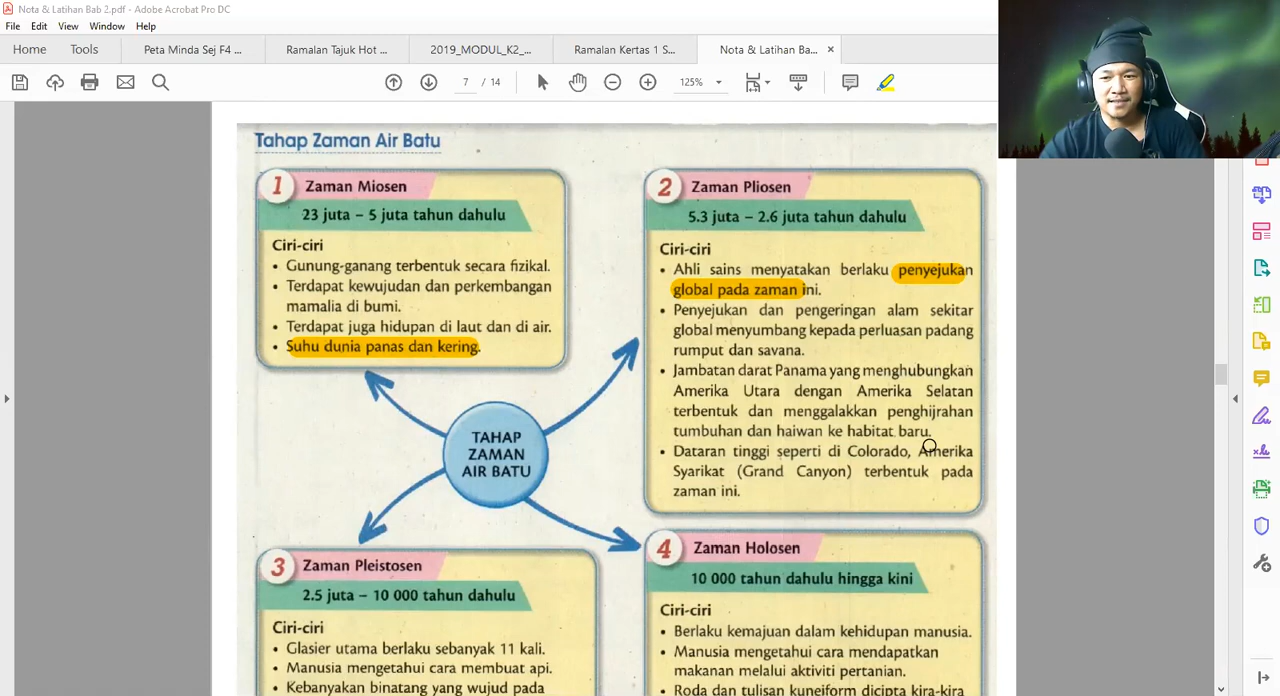 Nota & Latihan Bab 2.pdf - Adobe Acrobat Pro DC
File Edit View Window Help
Home Tools Peta Minda Sej F4 ... Ramalan Tajuk Hot ... 2019_MODUL_K2_... Ramalan Kertas 1 S... Nota & Latihan Ba... ×
7 / 14 125%
Tahap Zaman Air Batu
1 Zaman Miosen
23 juta – 5 juta tahun dahulu
Ciri-ciri
• Gunung-ganang terbentuk secara fizikal.
• Terdapat kewujudan dan perkembangan
mamalia di bumi.
• Terdapat juga hidupan di laut dan di air.
• Suhu dunia panas dan kering.
2 Zaman Pliosen
5.3 juta – 2.6 juta tahun dahulu
Ciri-ciri
• Ahli sains menyatakan berlaku penyejukan
global pada zaman ini.
• Penyejukan dan pengeringan alam sekitar
global menyumbang kepada perluasan padang
rumput dan savana.
• Jambatan darat Panama yang menghubungkan
Amerika Utara dengan Amerika Selatan
terbentuk dan menggalakkan penghijrahan
tumbuhan dan haiwan ke habitat baru.
• Dataran tinggi seperti di Colorado, Amerika
Syarikat (Grand Canyon) terbentuk pada
zaman ini.
TAHAP
ZAMAN
AIR BATU
3 Zaman Pleistosen
2.5 juta – 10 000 tahun dahulu
Ciri-ciri
• Glasier utama berlaku sebanyak 11 kali.
• Manusia mengetahui cara membuat api.
• Kebanyakan binatang yang wujud pada
4 Zaman Holosen
10 000 tahun dahulu hingga kini
Ciri-ciri
• Berlaku kemajuan dalam kehidupan manusia.
• Manusia mengetahui cara mendapatkan
makanan melalui aktiviti pertanian.
• Roda dan tulisan kuneiform dicipta kira-kira